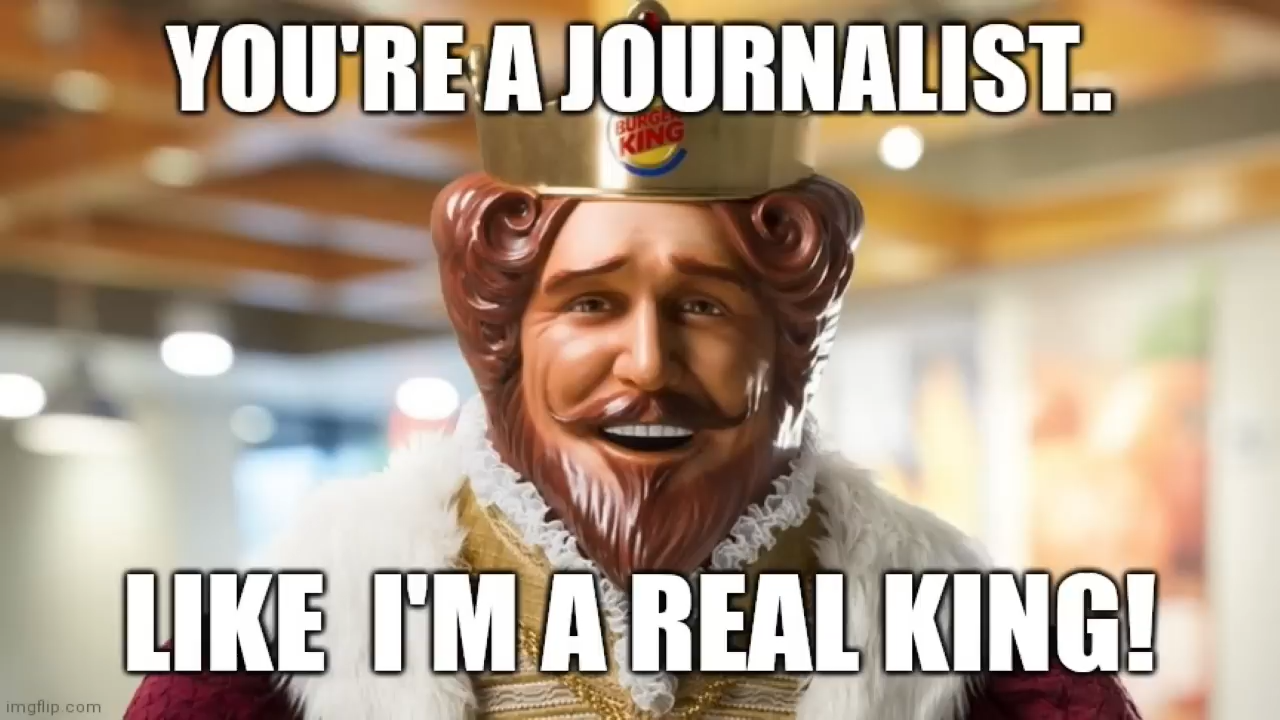 YOU'RE A JOURNALIST..
BURGER
KING
LIKE I'M A REAL KING!
imgflip.com